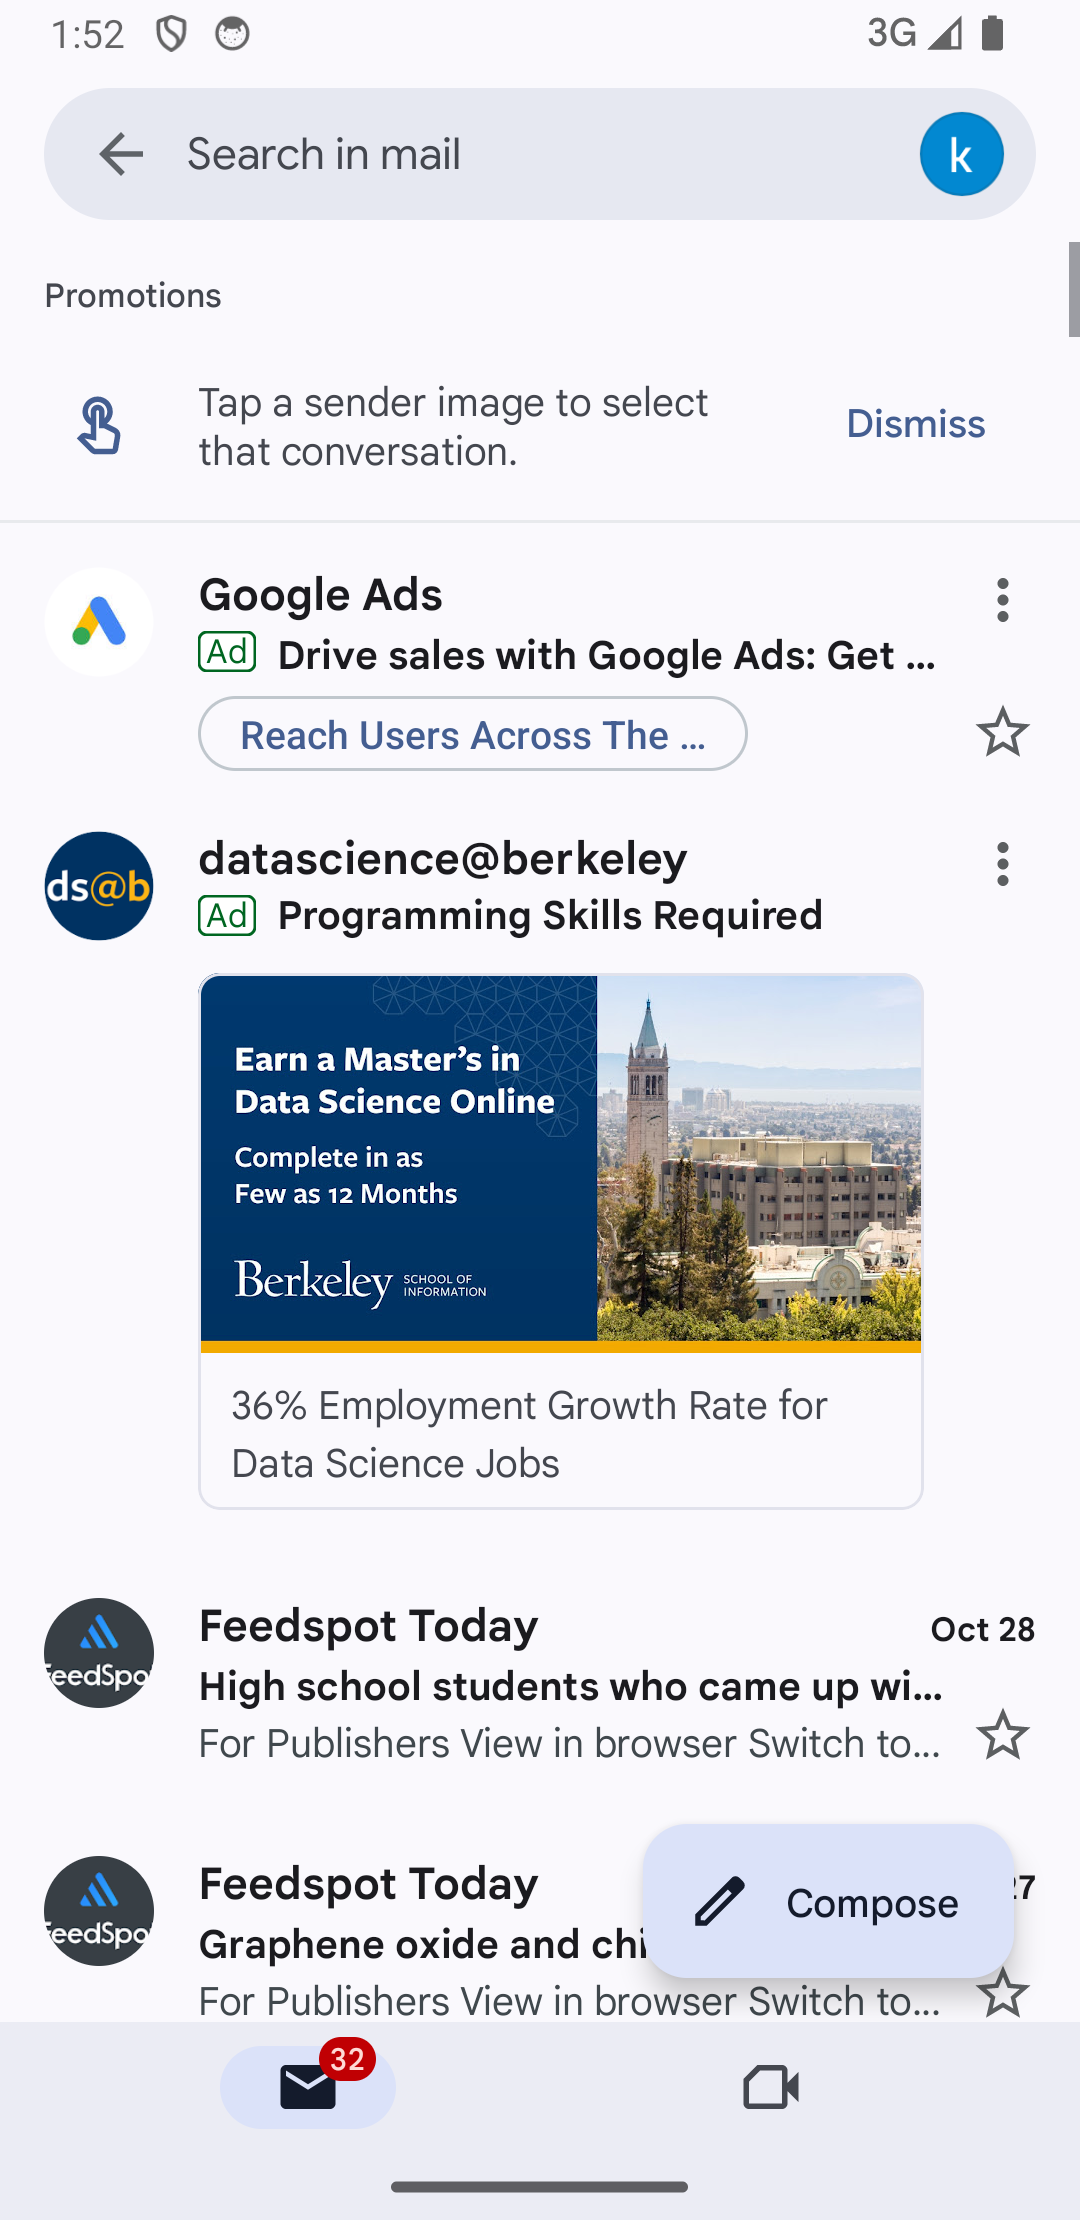 1:52
3G
Search in mail
k
Promotions
Tap a sender image to select
that conversation.
Dismiss
Google Ads
Ad Drive sales with Google Ads: Get ...
Reach Users Across The ...
ds@b
datascience@berkeley
Ad Programming Skills Required
Earn a Master's in
Data Science Online
Complete in as
Few as 12 Months
Berkeley SCHOOL OF
INFORMATION
36% Employment Growth Rate for
Data Science Jobs
FeedSpo
Feedspot Today
Oct 28
High school students who came up wi...
For Publishers View in browser Switch to...
FeedSpo
Feedspot Today
27
Graphene oxide and chi
Compose
For Publishers View in browser Switch to...
32